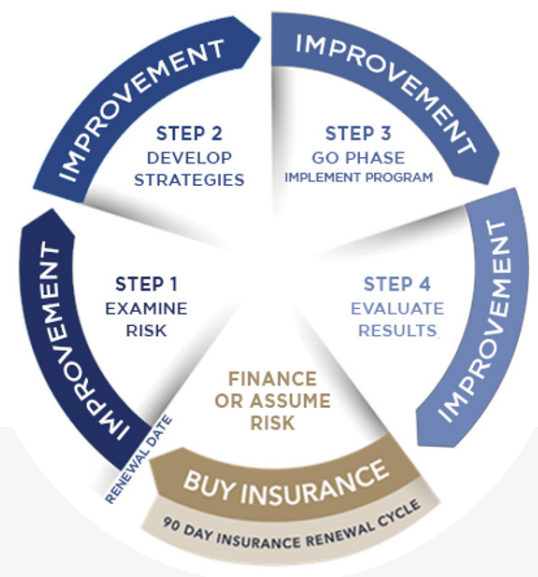 IMPROVEMENT
STEP 2
DEVELOP
STRATEGIES
IMPROVEMENT
STEP 3
GO PHASE
IMPLEMENT PROGRAM
IMPROVEMENT
STEP 1
EXAMINE
RISK
IMPROVEMENT
STEP 4
EVALUATE
RESULTS
FINANCE
OR ASSUME
RISK
RENEWAL DATE
BUY INSURANCE
90 DAY INSURANCE RENEWAL CYCLE